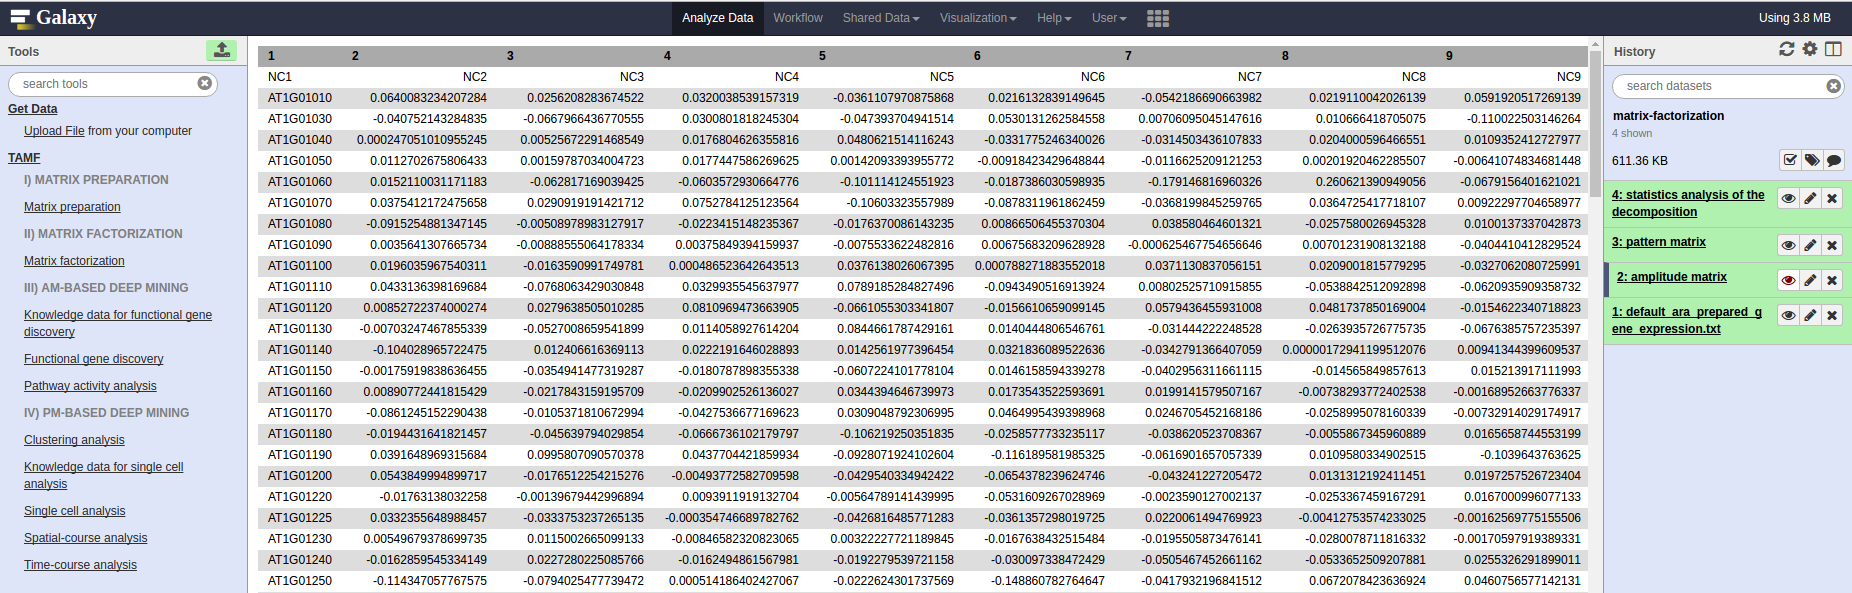 Galaxy
Analyze Data Workflow Shared Data Visualization Help User
Using 3.8 MB
Tools
search tools
Get Data
Upload File from your computer
TAMF
I) MATRIX PREPARATION
Matrix preparation
II) MATRIX FACTORIZATION
Matrix factorization
III) AM-BASED DEEP MINING
Knowledge data for functional gene
discovery
Functional gene discovery
Pathway activity analysis
IV) PM-BASED DEEP MINING
Clustering analysis
Knowledge data for single cell
analysis
Single cell analysis
Spatial-course analysis
Time-course analysis
1 2 3 4 5 6 7 8 9
NC1 NC2 NC3 NC4 NC5 NC6 NC7 NC8 NC9
AT1G01010 0.0640083234207284 0.0256208283674522 0.0320038539157319 -0.0361107970875868 0.0216132839149645 -0.0542186690663982 0.0219110042026139 0.0591920517269139
AT1G01030 -0.040752143284835 -0.0667966436770555 0.0300801818245304 -0.047393704941514 0.0530131262584558 0.00706095045147616 0.010666418705075 -0.110022503146264
AT1G01040 0.000247051010955245 0.00525672291468549 0.0176804626355816 0.0480621514116243 -0.0331775246340026 -0.0314503436107833 0.0204000596466551 0.0109352412727977
AT1G01050 0.0112702675806433 0.00159787034004723 0.0177447586269625 0.00142093393955772 -0.00918423429648844 -0.0116625209121253 0.00201920462285507 -0.00641074834681448
AT1G01060 0.0152110031171183 -0.062817169039425 -0.0603572930664776 -0.101114124551923 -0.0187386030598935 -0.179146816960326 0.260621390949056 -0.0679156401621021
AT1G01070 0.0375412172475658 0.0290919191421712 0.0752784125123564 -0.10603323557989 -0.0878311961862459 -0.0368199845259765 0.0364725417718107 0.00922297704658977
AT1G01080 -0.0915254881347145 -0.00508978983127917 -0.0223415148235367 -0.0176370086143235 0.00866506455370304 0.038580464601321 -0.0257580026945328 0.0100137337042873
AT1G01090 0.0035641307665734 -0.00888555064178334 0.00375849394159937 -0.0075533622482816 0.00675683209628928 -0.000625467754656646 0.00701231908132188 -0.0404410412829524
AT1G01100 0.0196035967540311 -0.0163590991749781 0.000486523642643513 0.0376138026067395 0.000788271883552018 0.0371130837056151 0.0209001815779295 -0.0327062080725991
AT1G01110 0.0433136398169684 -0.0768063429030848 0.0329935545637977 0.0789185284827496 -0.0943490516913924 0.00802525710915855 -0.0538842512092898 -0.0620935909358732
AT1G01120 0.00852722374000274 0.0279638505010285 0.0810969473663905 -0.0661055303341807 -0.0156610659099145 0.0579436455931008 0.0481737850169004 -0.0154622340718823
AT1G01130 -0.00703247467855339 -0.0527008659541899 0.0114058927614204 0.0844661787429161 0.0140444806546761 -0.031444222248528 -0.0263935726775735 -0.0676385757235397
AT1G01140 -0.104028965722475 0.012406616369113 0.0222191646028893 0.0142561977396454 0.0321836089522636 -0.0342791366407059 0.00000172941199512076 0.00941344399609537
AT1G01150 -0.00175919838636455 -0.0354941477319287 -0.0180787898355338 -0.0607224101778104 0.0146158594339278 -0.0402956311661115 -0.014565849857613 0.015213917111993
AT1G01160 0.00890772441815429 -0.0217843159195709 -0.0209902526136027 0.0344394646739973 0.0173543522593691 0.0199141579507167 -0.00738293772402538 -0.00168952663776337
AT1G01170 -0.0861245152290438 -0.0105371810672994 -0.0427536677169623 0.0309048792306995 0.0464995439398968 0.0246705452168186 -0.0258995078160339 -0.00732914029174917
AT1G01180 -0.0194431641821457 -0.045639794029854 -0.0666736102179797 -0.106219250351835 -0.0258577733235117 -0.038620523708367 -0.0055867345960889 0.0165658744553199
AT1G01190 0.0391648969315684 0.0995807090570378 0.0437704421859934 -0.0928071924102604 -0.116189581985325 -0.0616901657057339 0.0109580334902515 -0.1039643763625
AT1G01200 0.0543849994899717 -0.0176512254215276 -0.00493772582709598 -0.0429540334942422 -0.0654378239624746 -0.043241227205472 0.0131312192411451 0.0197257526723404
AT1G01220 -0.01763138032258 -0.00139679442996894 0.0093911919132704 -0.00564789141439995 -0.0531609267028969 -0.0023590127002137 -0.0253367459167291 0.0167000996077133
AT1G01225 0.0332355648988457 -0.0333753237265135 -0.000354746689782762 -0.0426816485771283 -0.0361357298019725 0.0220061494769923 -0.00412753574233025 -0.00162569775155506
AT1G01230 0.00549679378699735 0.0115002665099133 -0.00846582320823065 0.00322227721189845 -0.0167638432515484 -0.0195505873476141 -0.0280078711816332 -0.00170597919389331
AT1G01240 -0.0162859545334149 0.0227280225085766 -0.0162494861567981 -0.0192279539721158 -0.030097338472429 -0.0505467452661162 -0.0533652509207881 0.0255326291899011
AT1G01250 -0.114347057767575 -0.0794025477739472 0.000514186402427067 -0.0222624301737569 -0.148860782764647 -0.0417932196841512 0.0672078423636924 0.0460756577142131
History
search datasets
matrix-factorization
4 shown
611.36 KB
4: statistics analysis of the
decomposition
3: pattern matrix
2: amplitude matrix
1: default_ara_prepared_g
ene_expression.txt